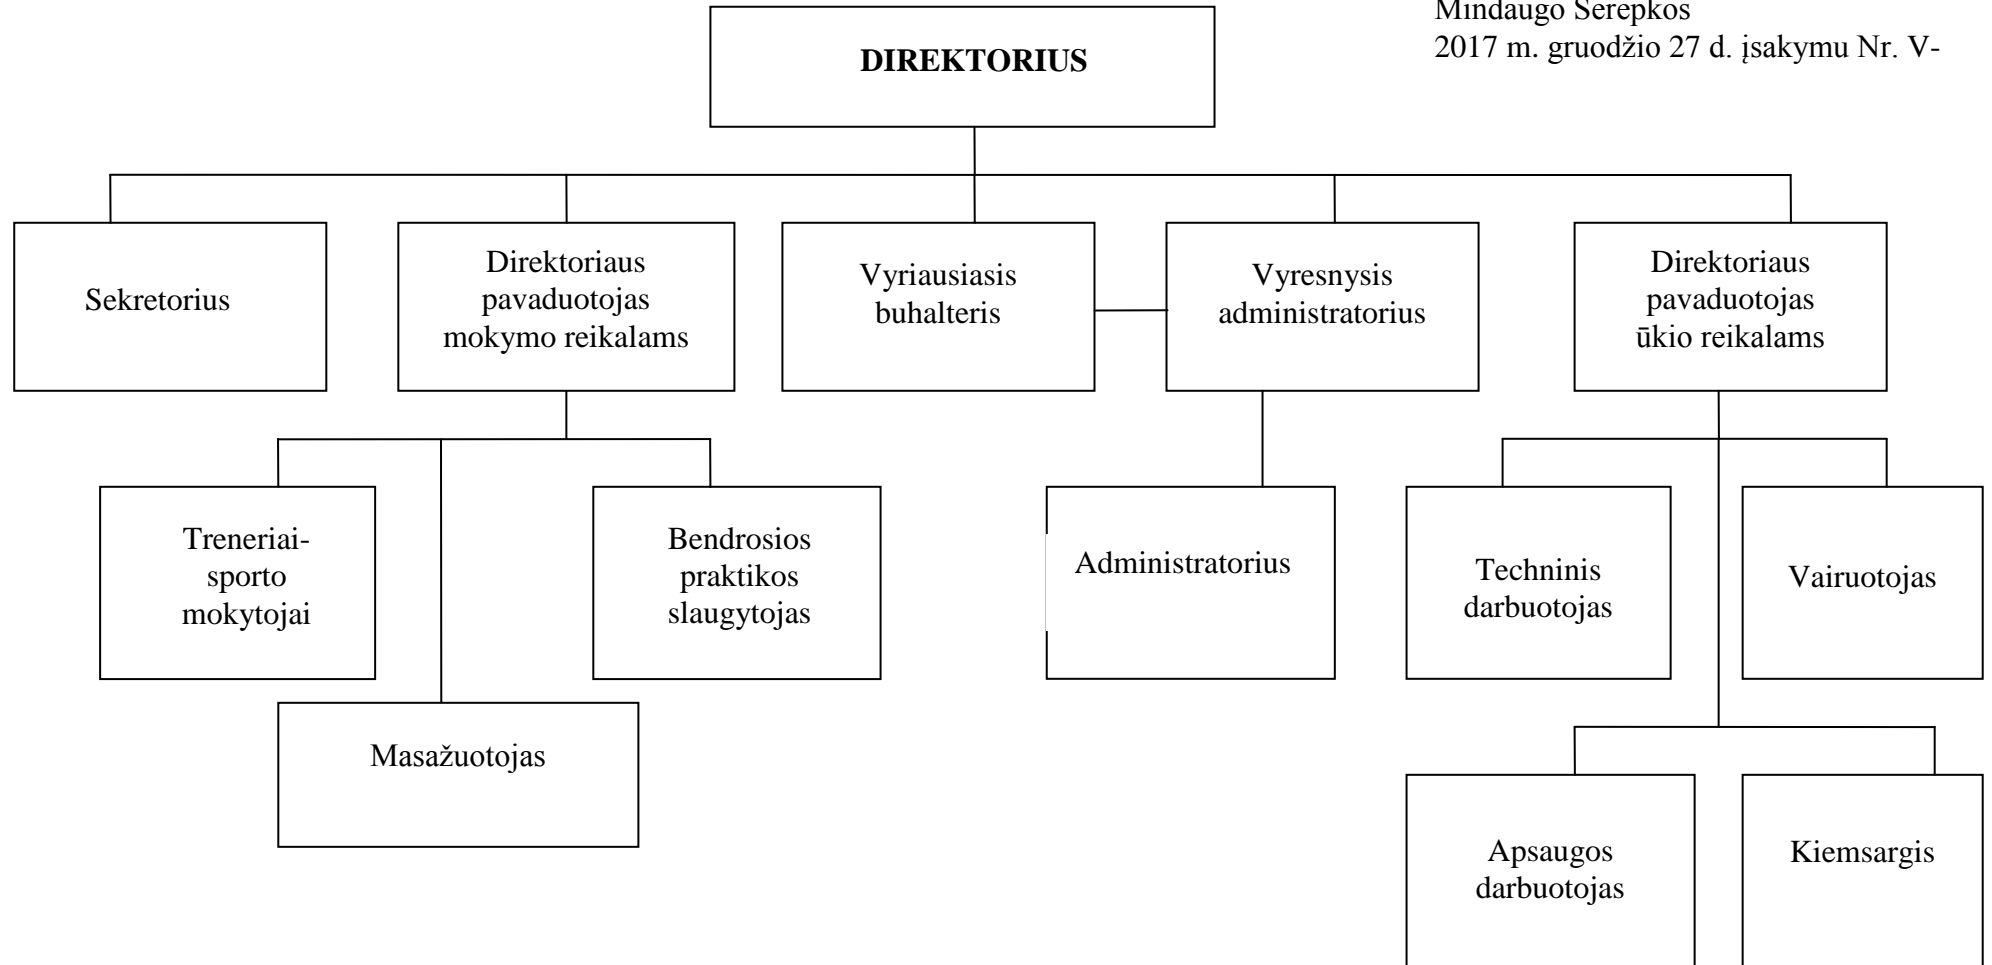 Mindaugo Serepkos
2017 m. gruodžio 27 d. įsakymu Nr. V-
DIREKTORIUS
Sekretorius
Direktoriaus
pavaduotojas
mokymo reikalams
Vyriausiasis
buhalteris
Vyresnysis
administratorius
Direktoriaus
pavaduotojas
ūkio reikalams
Treneriai-
sporto
mokytojai
Bendrosios
praktikos
slaugytojas
Administratorius
Techninis
darbuotojas
Vairuotojas
Masažuotojas
Apsaugos
darbuotojas
Kiemsargis